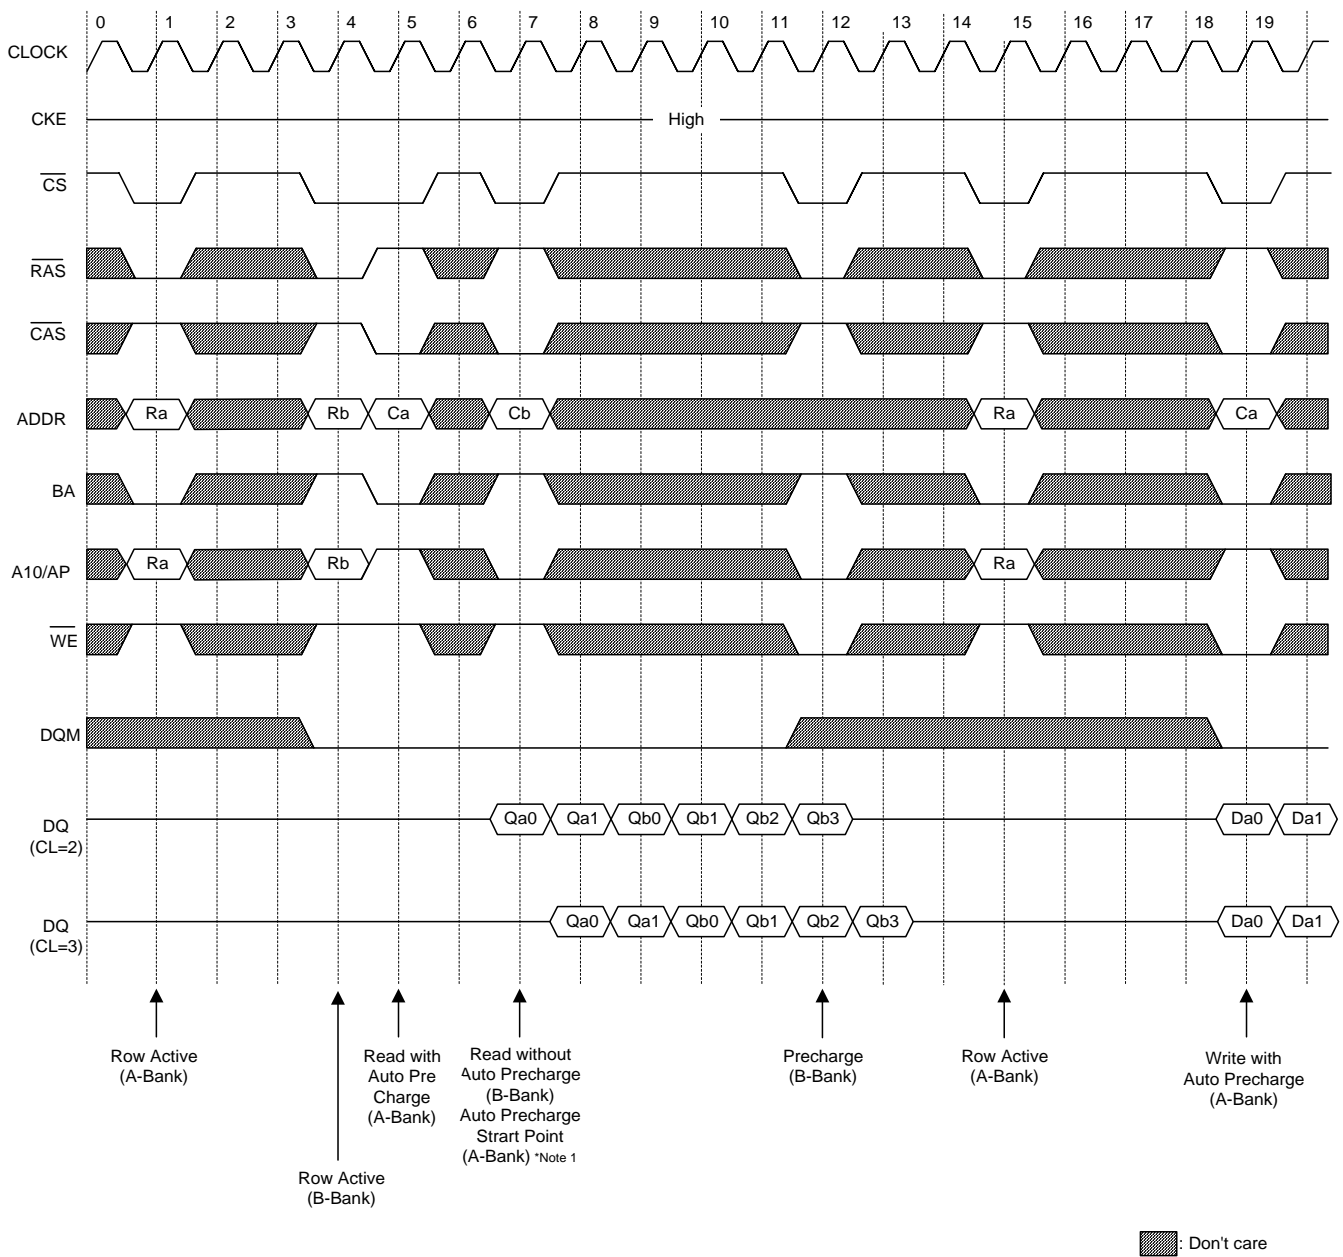 0 1 2 3 4 5 6 7 8 9 10 11 12 13 14 15 16 17 18 19
CLOCK
CKE High
CS
RAS
CAS
ADDR Ra Rb Ca Cb Ra Ca
BA
A10/AP Ra Rb Ra
WE
DQM
DQ Qa0 Qa1 Qb0 Qb1 Qb2 Qb3 Da0 Da1
(CL=2)
DQ Qa0 Qa1 Qb0 Qb1 Qb2 Qb3 Da0 Da1
(CL=3)
Row Active
(A-Bank)
Row Active
(B-Bank)
Read with
Auto Pre
Charge
(A-Bank)
Read without
Auto Precharge
(B-Bank)
Auto Precharge
Strart Point
(A-Bank) *Note 1
Precharge
(B-Bank)
Row Active
(A-Bank)
Write with
Auto Precharge
(A-Bank)
: Don't care